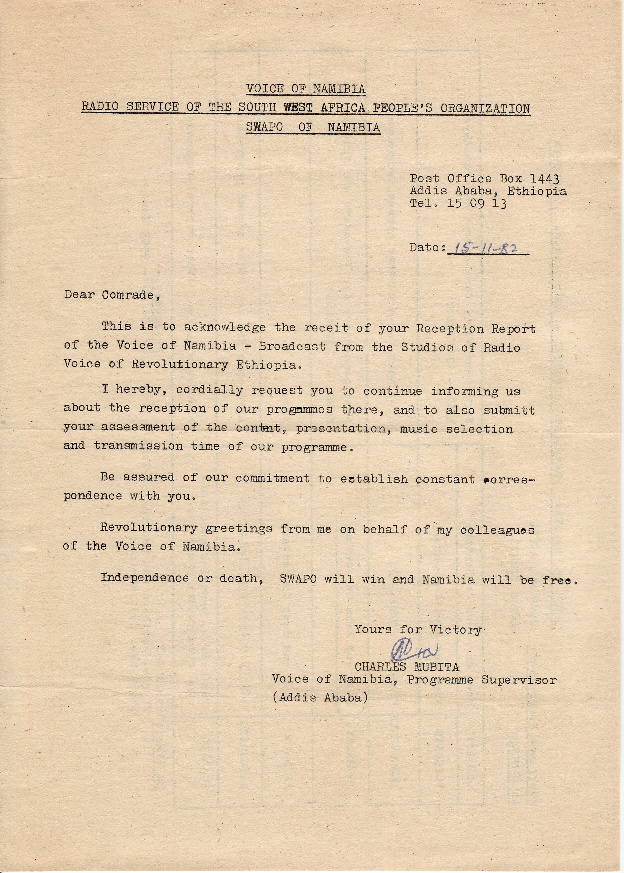 VOICE OF NAMIBIA
RADIO SERVICE OF THE SOUTH WEST AFRICA PEOPLE'S ORGANIZATION
SWAPO OF NAMIBIA
Post Office Box 1443
Addis Ababa, Ethiopia
Tel. 15 09 13
Date: 15-11-82
Dear Comrade,
This is to acknowledge the receit of your Reception Report
of the Voice of Namibia - Broadcast from the Studios of Radio
Voice of Revolutionary Ethiopia.
I hereby, cordially request you to continue informing us
about the reception of our progmmes there, and to also submitt
your assessment of the contnt, presentation, music selection
and transmission time of our programme.
Be assured of our commitment to establish constant corres-
pondence with you.
Revolutionary greetings from me on behalf of my colleagues
of the Voice of Namibia.
Independence or death, SWAPO will win and Namibia will be free.
Yours for Victory
CHARLES MUBITA
Voice of Namibia, Programme Supervisor
(Addis Ababa)